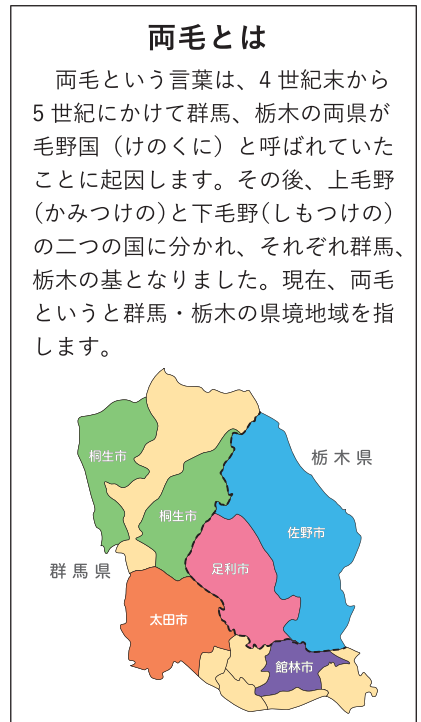 両毛とは
両毛という言葉は、4世紀末から
5世紀にかけて群馬、栃木の両県が
毛野国（けのくに）と呼ばれていた
ことに起因します。その後、上毛野
(かみつけの)と下毛野(しもつけの)
の二つの国に分かれ、それぞれ群馬、
栃木の基となりました。現在、両毛
というと群馬・栃木の県境地域を指
します。
桐生市
栃木県
桐生市
佐野市
群馬県
足利市
太田市
館林市